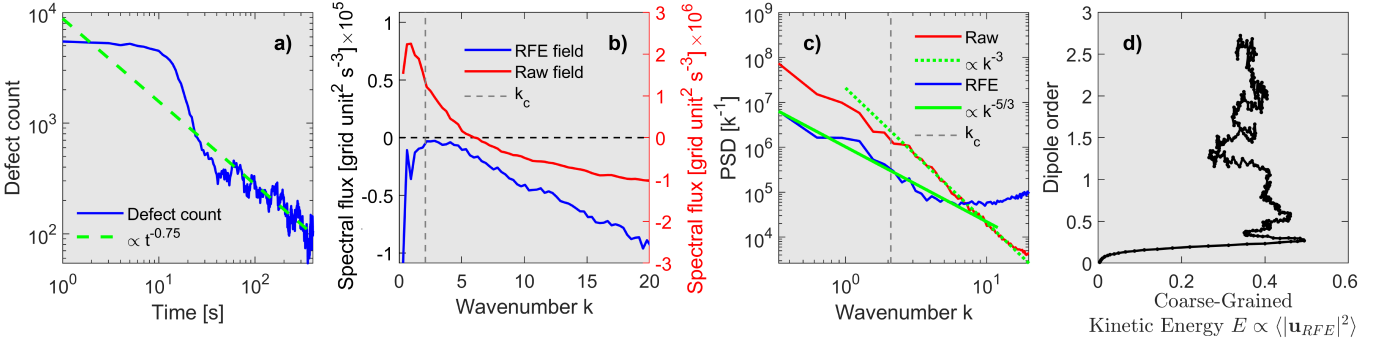 a)
Defect count
10^4
10^3
10^2
Defect count
∝ t^-0.75
10^0 10^1 10^2
Time [s]
b)
Spectral flux [grid unit^2 s^-3]×10^5
1
0.5
0
-0.5
-1
RFE field
Raw field
k_c
0 5 10 15 20
Wavenumber k
3
2
1
0
-1
-2
-3
Spectral flux [grid unit^2 s^-3]×10^6
c)
PSD [k^-1]
10^9
10^8
10^7
10^6
10^5
10^4
Raw
∝ k^-3
RFE
∝ k^-5/3
k_c
10^0 10^1
Wavenumber k
d)
Dipole order
3
2.5
2
1.5
1
0.5
0
0 0.2 0.4 0.6
Coarse-Grained
Kinetic Energy E ∝ ⟨|u_RFE|^2⟩